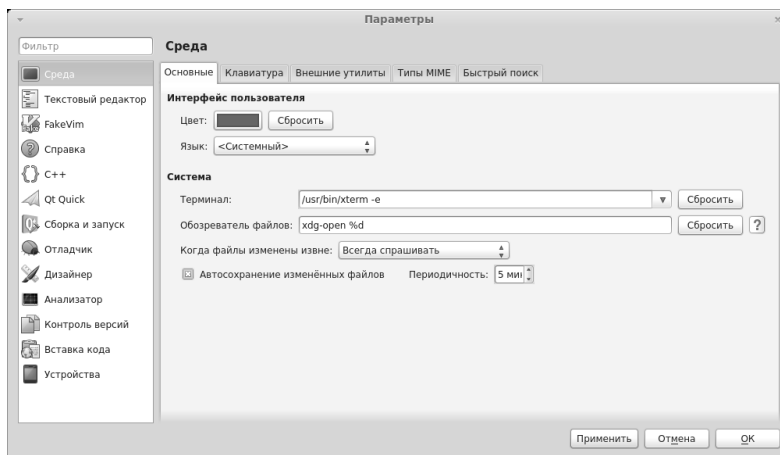 Параметры
Фильтр
Среда
Текстовый редактор
FakeVim
Справка
C++
Qt Quick
Сборка и запуск
Отладчик
Дизайнер
Анализатор
Контроль версий
Вставка кода
Устройства
Среда
Основные Клавиатура Внешние утилиты Типы MIME Быстрый поиск
Интерфейс пользователя
Цвет: Сбросить
Язык: <Системный>
Система
Терминал: /usr/bin/xterm -e Сбросить
Обозреватель файлов: xdg-open %d Сбросить ?
Когда файлы изменены извне: Всегда спрашивать
Автосохранение изменённых файлов Периодичность: 5 ми
Применить Отмена OK